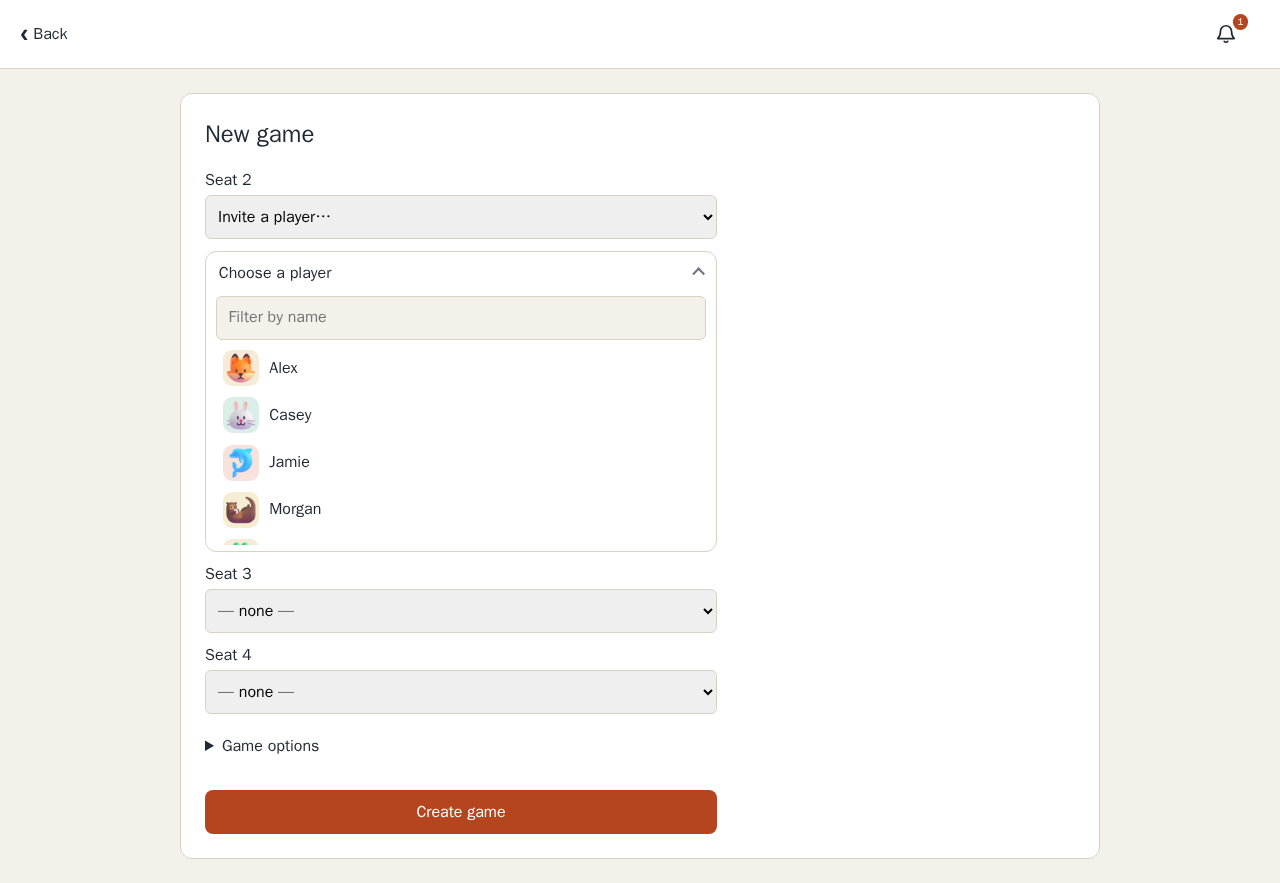 ‹ Back
1
New game
Seat 2
Invite a player…
Choose a player
Filter by name
Alex
Casey
Jamie
Morgan
Seat 3
— none —
Seat 4
— none —
Game options
Create game